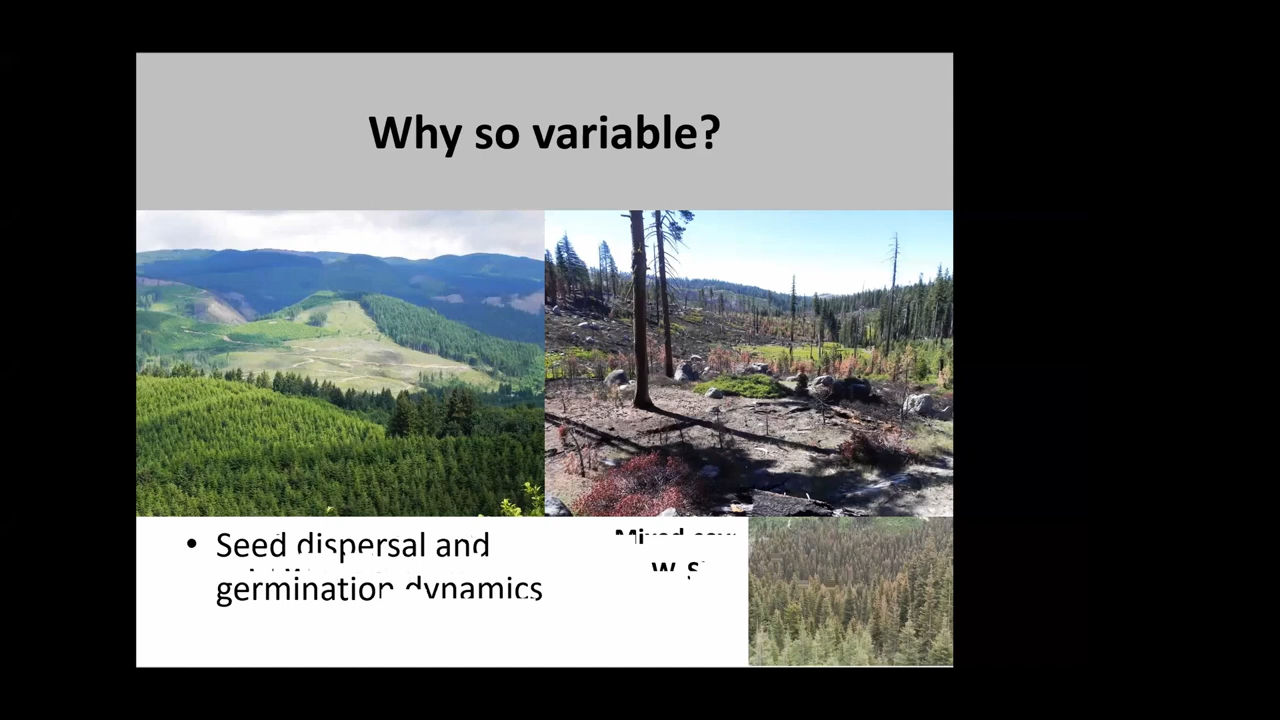 Why so variable?
• Seed dispersal and
germination dynamics